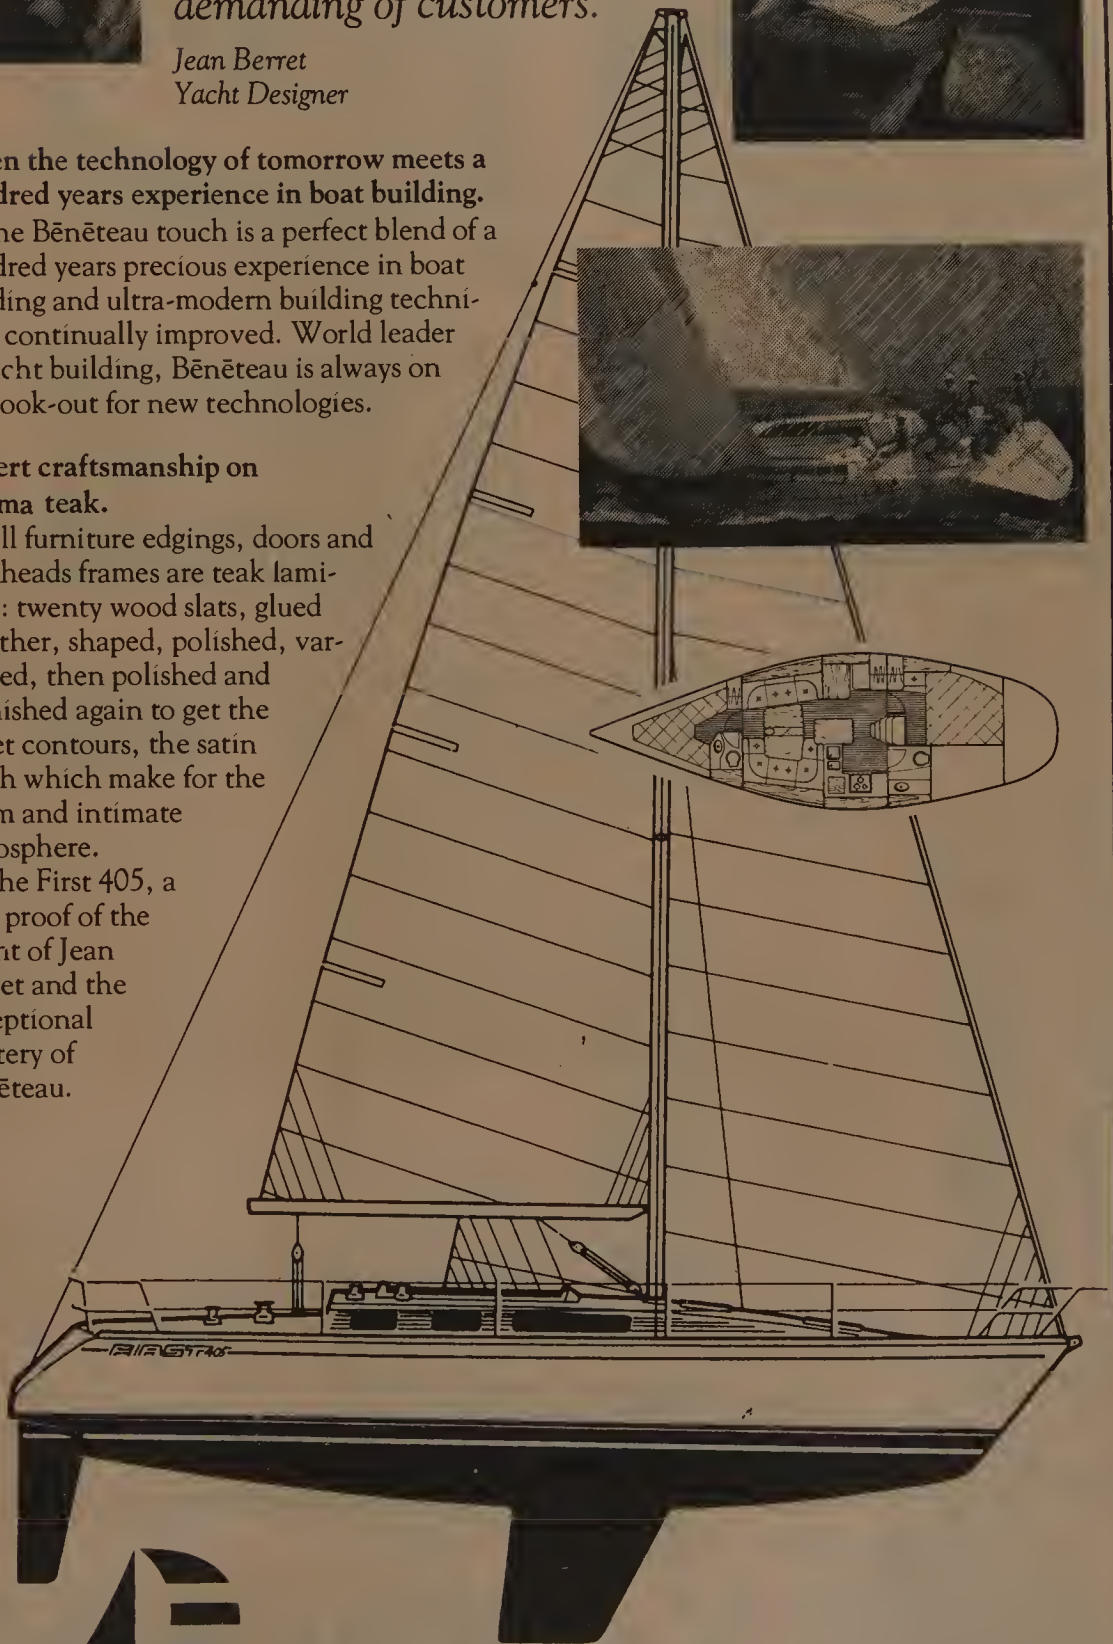 demanding of customers.
Jean Berret
Yacht Designer
en the technology of tomorrow meets a
dred years experience in boat building.
he Bēnēteau touch is a perfect blend of a
dred years precious experience in boat
ding and ultra-modern building techni-
continually improved. World leader
cht building, Bēnēteau is always on
ook-out for new technologies.
ert craftsmanship on
ma teak.
ll furniture edgings, doors and
heads frames are teak lami-
: twenty wood slats, glued
ther, shaped, polished, var-
ed, then polished and
ished again to get the
et contours, the satin
h which make for the
m and intimate
osphere.
he First 405, a
proof of the
nt of Jean
et and the
eptional
tery of
ēteau.
FIRST 405